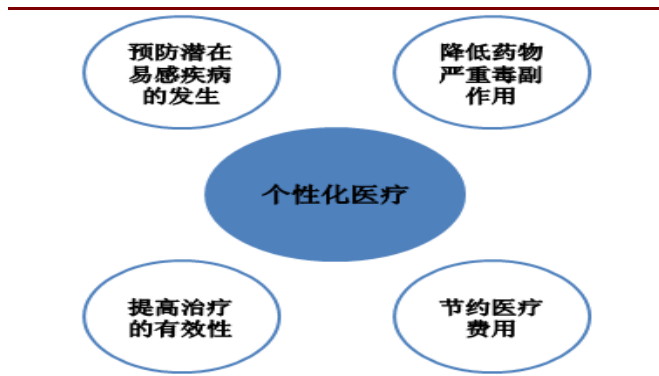 预防潜在
易感疾病
的发生
降低药物
严重毒副
作用
个性化医疗
提高治疗
的有效性
节约医疗
费用